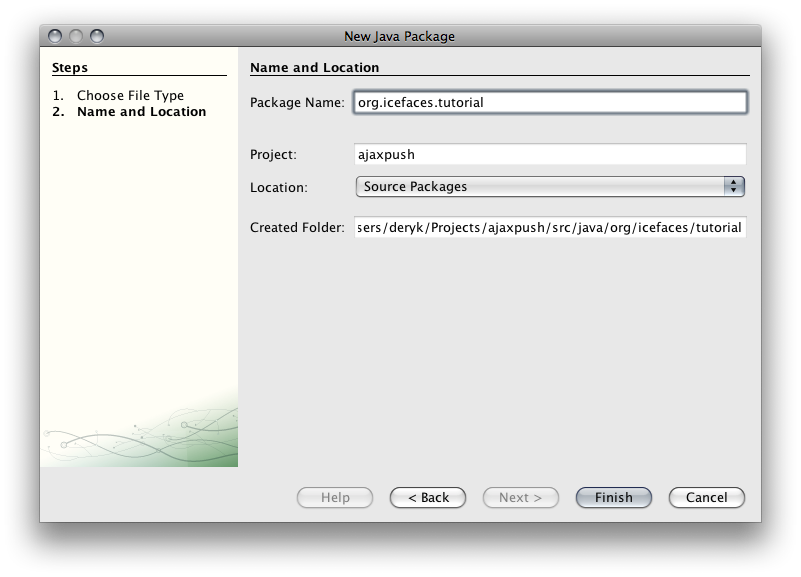 New Java Package
Steps
1. Choose File Type
2. Name and Location
Name and Location
Package Name: org.icefaces.tutorial
Project: ajaxpush
Location: Source Packages
Created Folder: sers/deryk/Projects/ajaxpush/src/java/org/icefaces/tutorial
Help < Back Next > Finish Cancel